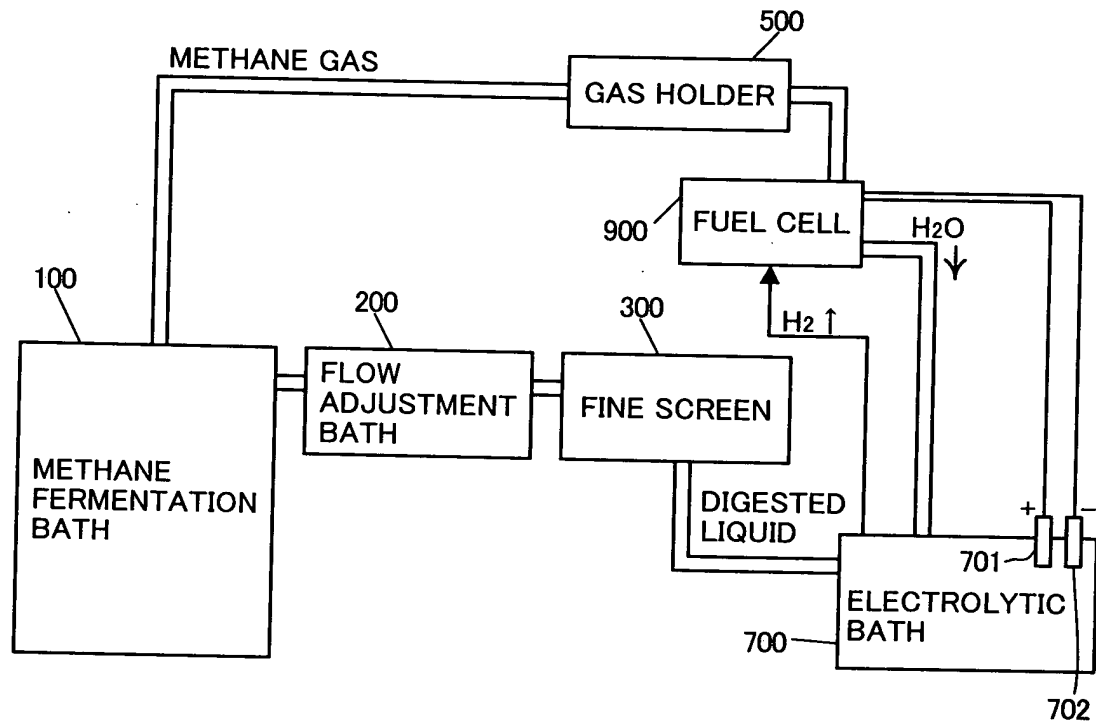 500
METHANE GAS
GAS HOLDER
900
FUEL CELL
H2O
↓
100
200
300
H2 ↑
FLOW
ADJUSTMENT
BATH
FINE SCREEN
METHANE
FERMENTATION
BATH
DIGESTED
LIQUID
+
−
701
ELECTROLYTIC
BATH
700
702